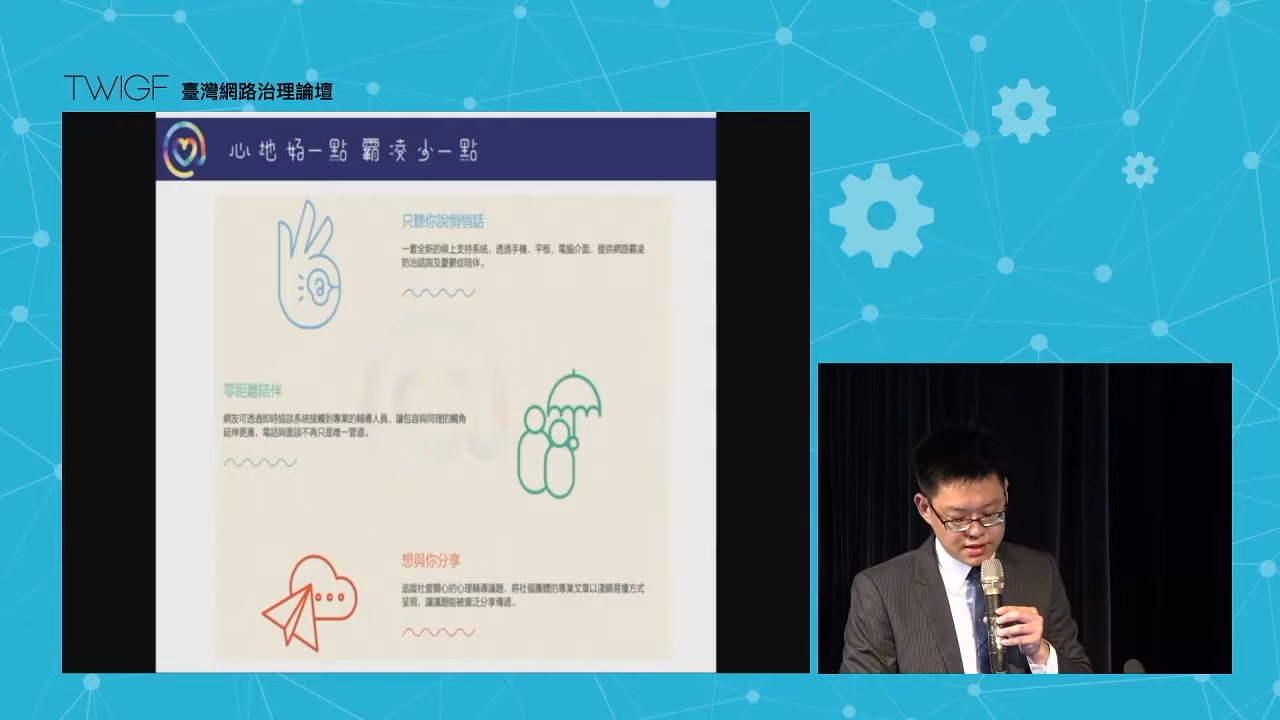 TWIGF 臺灣網路治理論壇
心地好一點 霸凌少一點
只聽你說悄悄話
一套全新的線上支持系統，透過手機、平板、電腦介面，提供網路霸凌
防治諮詢及憂鬱症陪伴。
零距離陪伴
網友可透過即時協談系統接觸到專業的輔導人員，讓包容與同理的觸角
延伸更廣，電話與面談不再只是唯一管道。
想與你分享
追蹤社會關心的心理輔導議題，將社福團體的專業文章以淺顯易懂方式
呈現，讓議題能被廣泛分享傳遞。